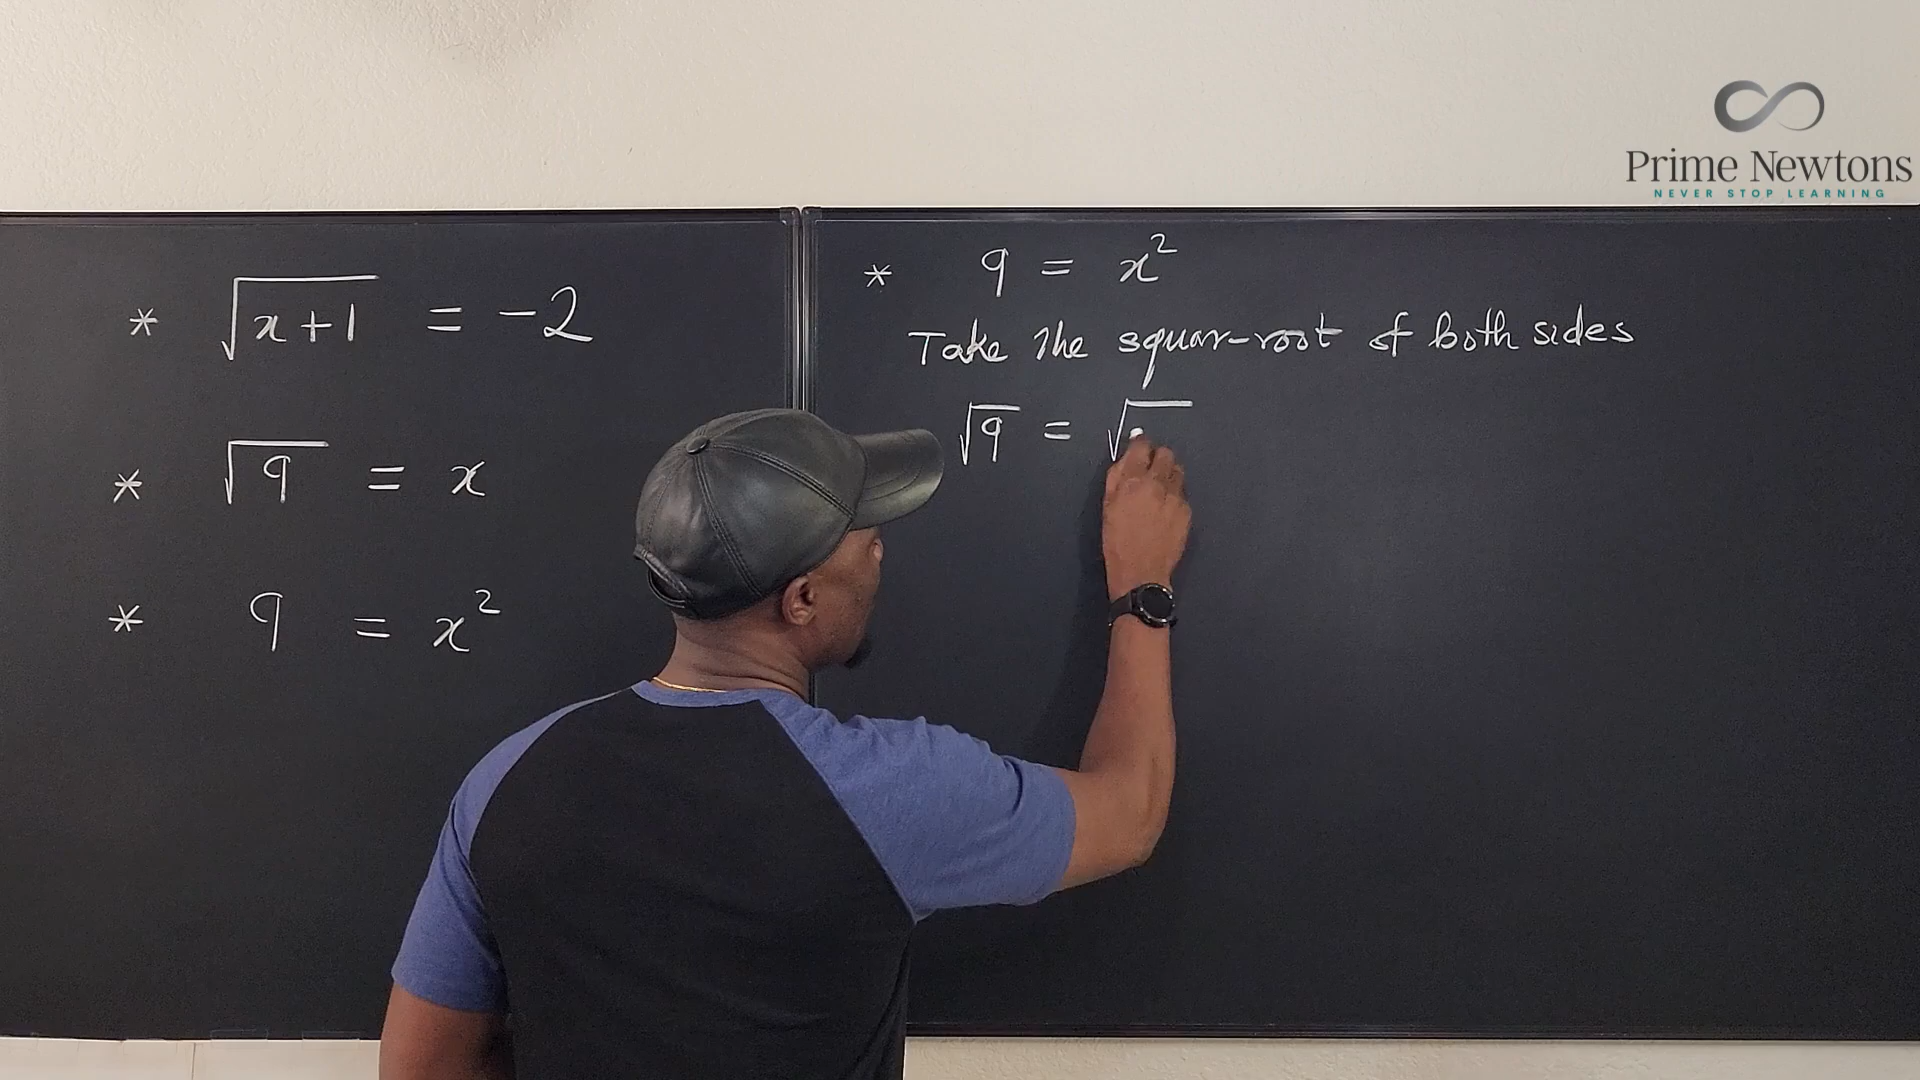 Prime Newtons
NEVER STOP LEARNING
* √x+1 = -2
* √9 = x
* 9 = x²
* 9 = x²
Take the squar-root of both sides
√9 = √